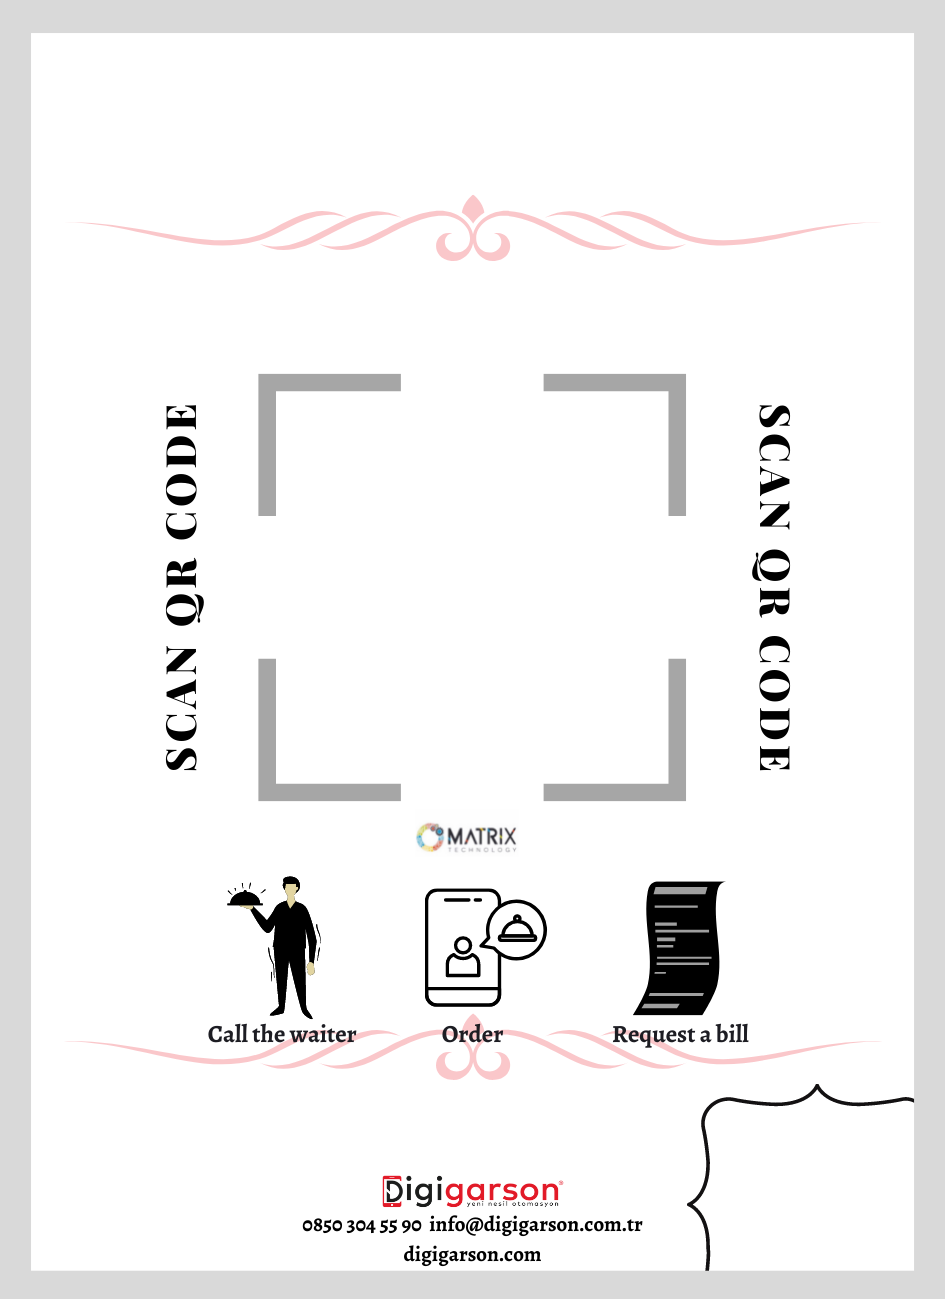 SCAN QR CODE
SCAN QR CODE
MATRIX
TECHNOLOGY
Call the waiter
Order
Request a bill
Digigarson®
yeni nesil otomasyon
0850 304 55 90 info@digigarson.com.tr
digigarson.com